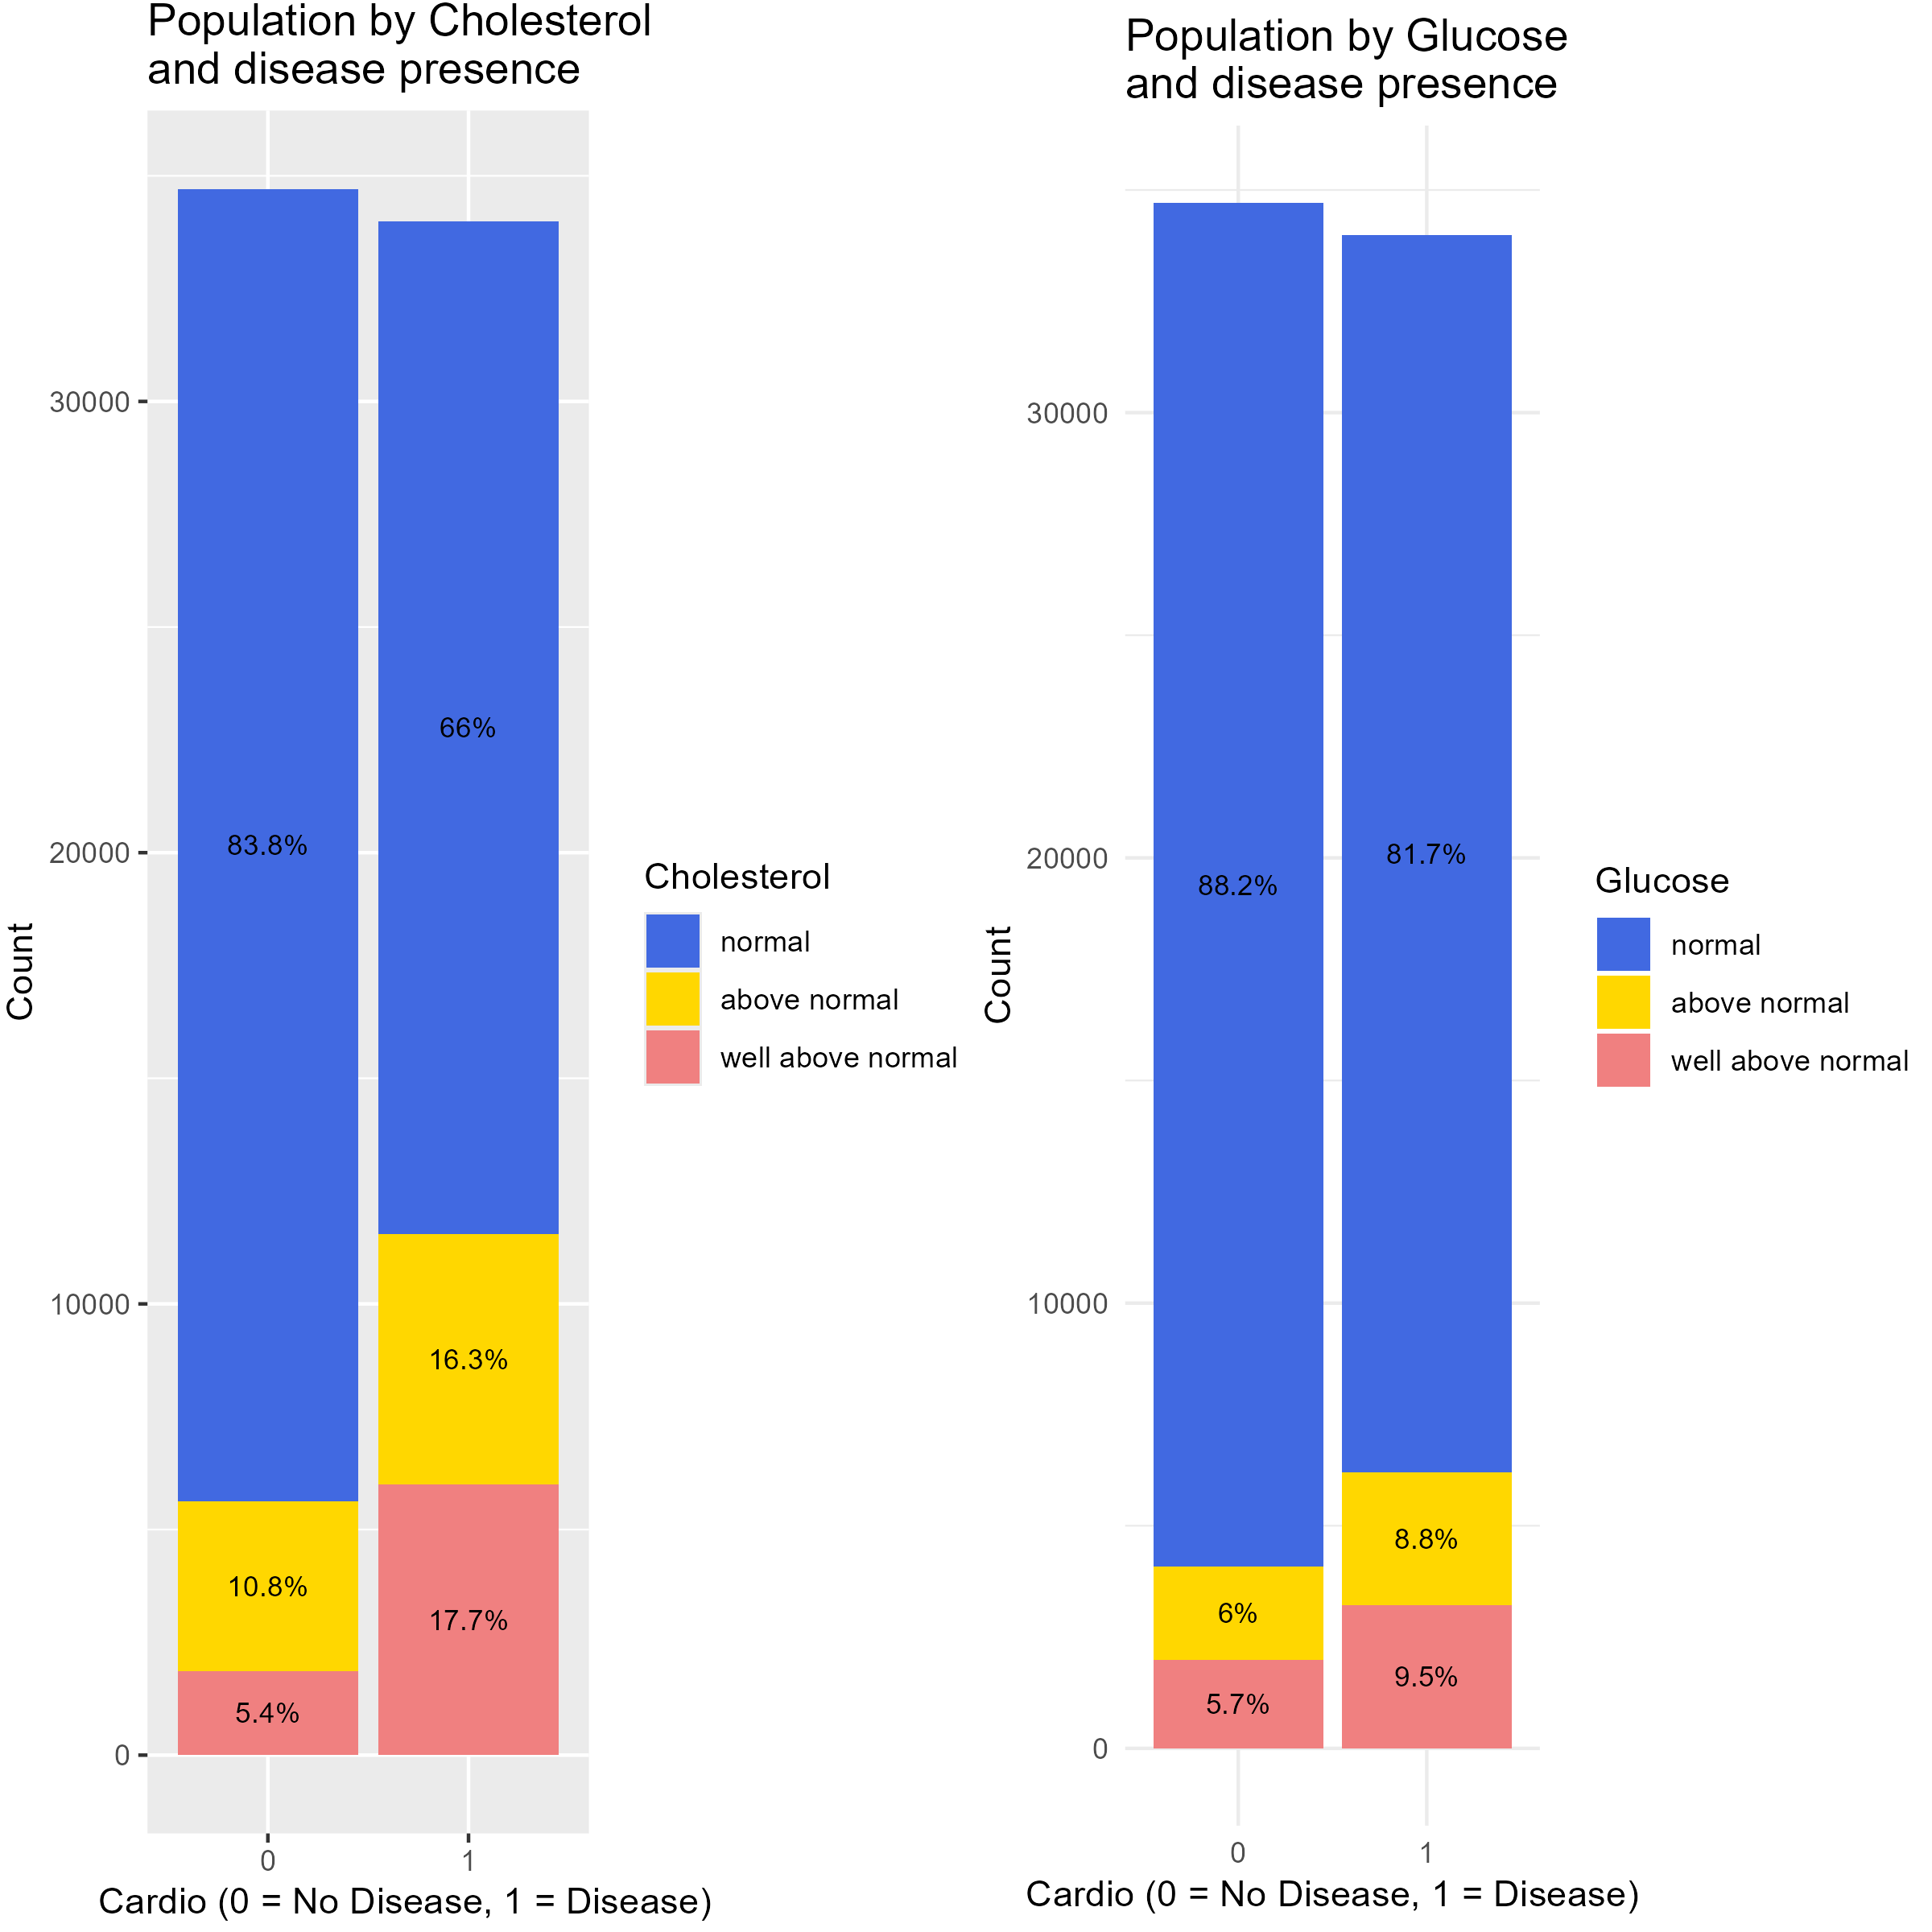 Population by Cholesterol
and disease presence
30000
20000
10000
0
Count
83.8%
10.8%
5.4%
66%
16.3%
17.7%
0
1
Cardio (0 = No Disease, 1 = Disease)
Cholesterol
normal
above normal
well above normal
Population by Glucose
and disease presence
30000
20000
10000
0
Count
88.2%
6%
5.7%
81.7%
8.8%
9.5%
0
1
Cardio (0 = No Disease, 1 = Disease)
Glucose
normal
above normal
well above normal